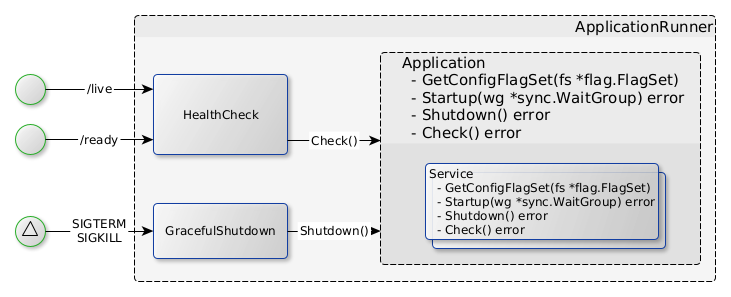 ApplicationRunner
Application
- GetConfigFlagSet(fs *flag.FlagSet)
- Startup(wg *sync.WaitGroup) error
- Shutdown() error
- Check() error
/live
HealthCheck
/ready
Check()
Service
- GetConfigFlagSet(fs *flag.FlagSet)
- Startup(wg *sync.WaitGroup) error
- Shutdown() error
- Check() error
SIGTERM
SIGKILL
GracefulShutdown
Shutdown()